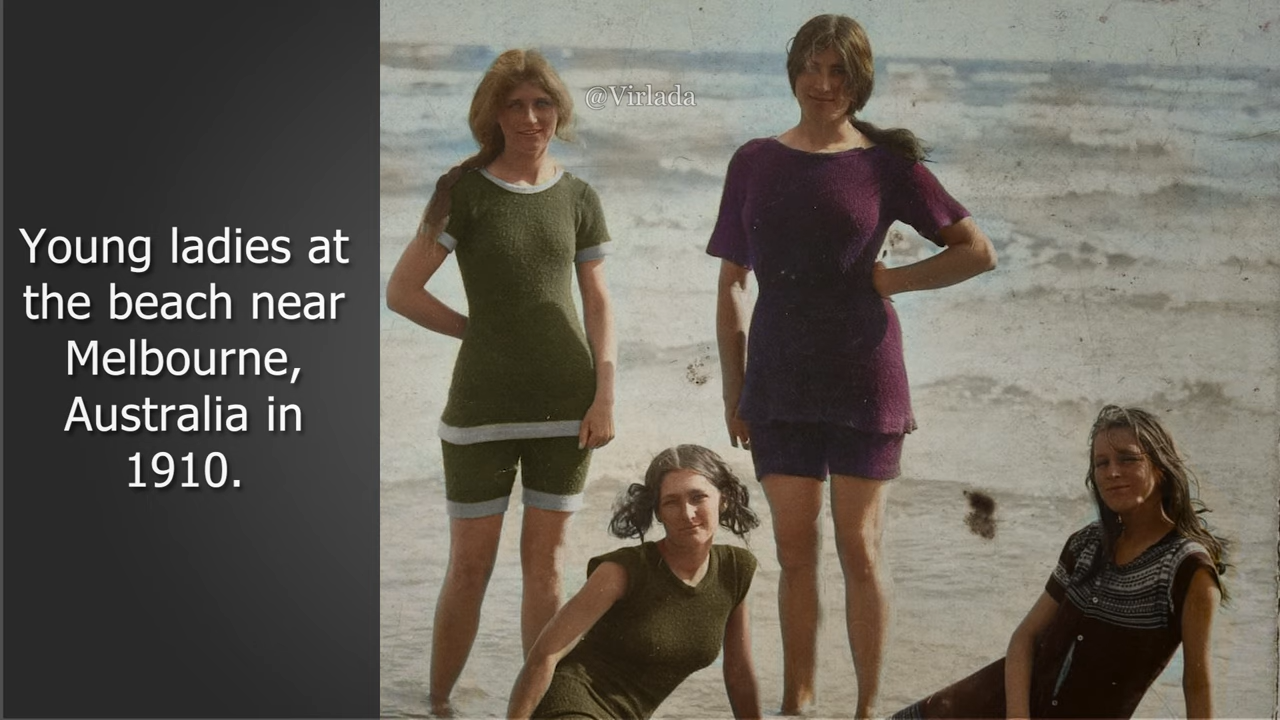 Young ladies at
the beach near
Melbourne,
Australia in
1910.
@Virlada